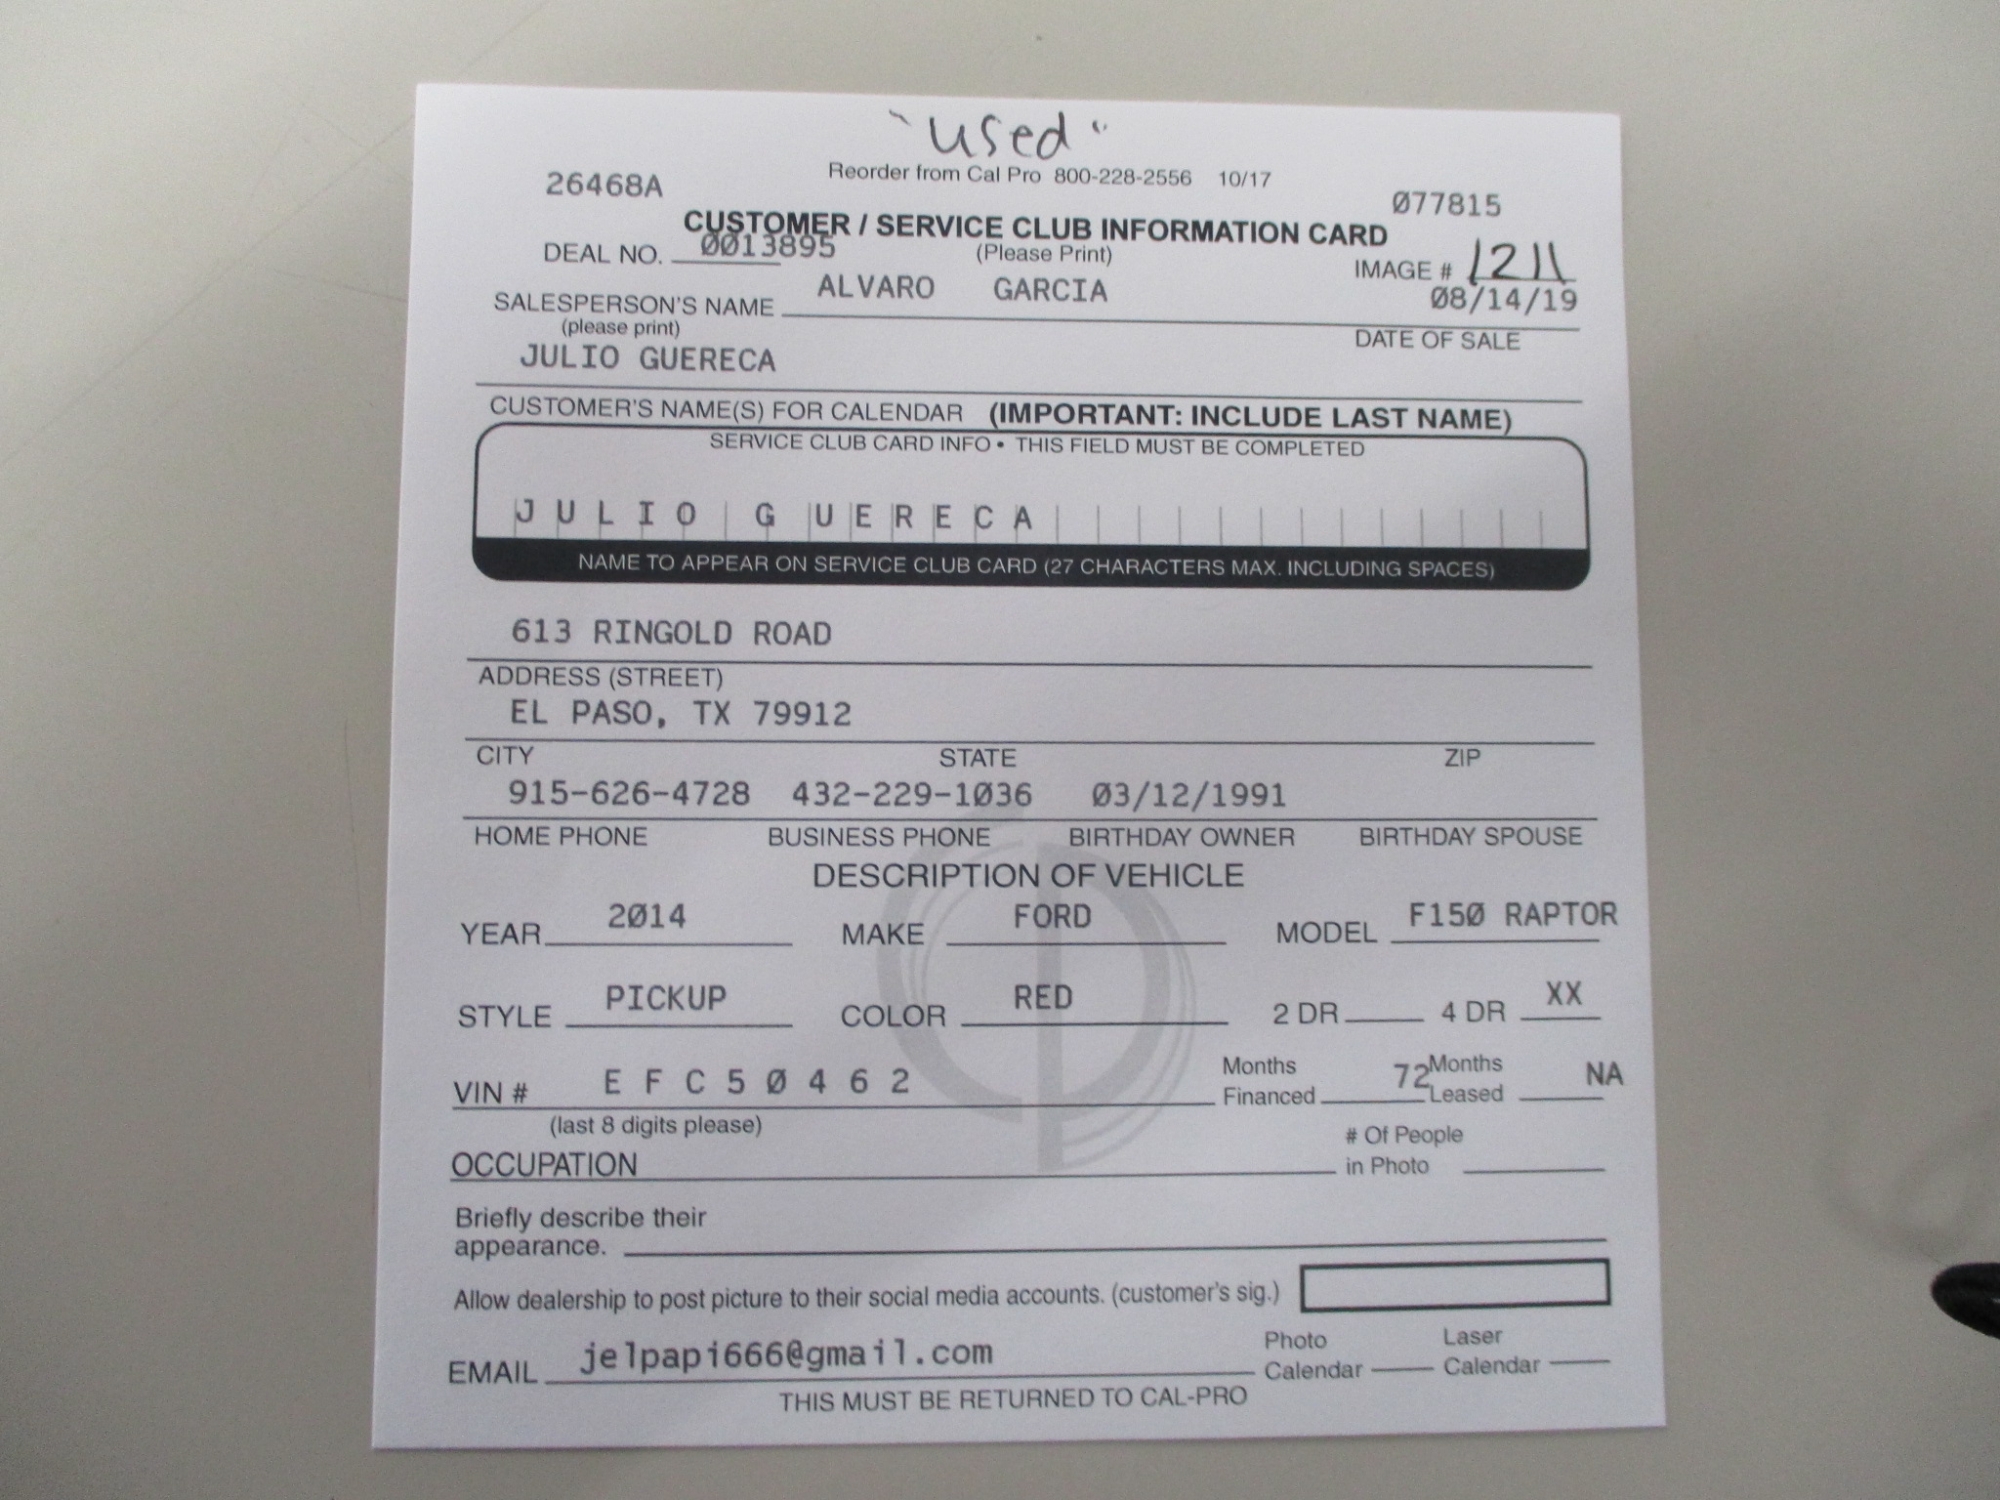 "used"
Reorder from Cal Pro 800-228-2556 10/17
26468A 077815
CUSTOMER / SERVICE CLUB INFORMATION CARD
DEAL NO. 0013895 (Please Print) IMAGE # 1211
SALESPERSON'S NAME ALVARO GARCIA 08/14/19
(please print) DATE OF SALE
JULIO GUERECA
CUSTOMER'S NAME(S) FOR CALENDAR (IMPORTANT: INCLUDE LAST NAME)
SERVICE CLUB CARD INFO • THIS FIELD MUST BE COMPLETED
JULIO GUERECA
NAME TO APPEAR ON SERVICE CLUB CARD (27 CHARACTERS MAX. INCLUDING SPACES)
613 RINGOLD ROAD
ADDRESS (STREET)
EL PASO, TX 79912
CITY STATE ZIP
915-626-4728 432-229-1036 03/12/1991
HOME PHONE BUSINESS PHONE BIRTHDAY OWNER BIRTHDAY SPOUSE
DESCRIPTION OF VEHICLE
YEAR 2014 MAKE FORD MODEL F150 RAPTOR
STYLE PICKUP COLOR RED 2 DR 4 DR XX
VIN # EFC50462 Months Financed 72 Months Leased NA
(last 8 digits please)
OCCUPATION # Of People in Photo
Briefly describe their
appearance.
Allow dealership to post picture to their social media accounts. (customer's sig.)
EMAIL jelpapi666@gmail.com Photo Calendar Laser Calendar
THIS MUST BE RETURNED TO CAL-PRO